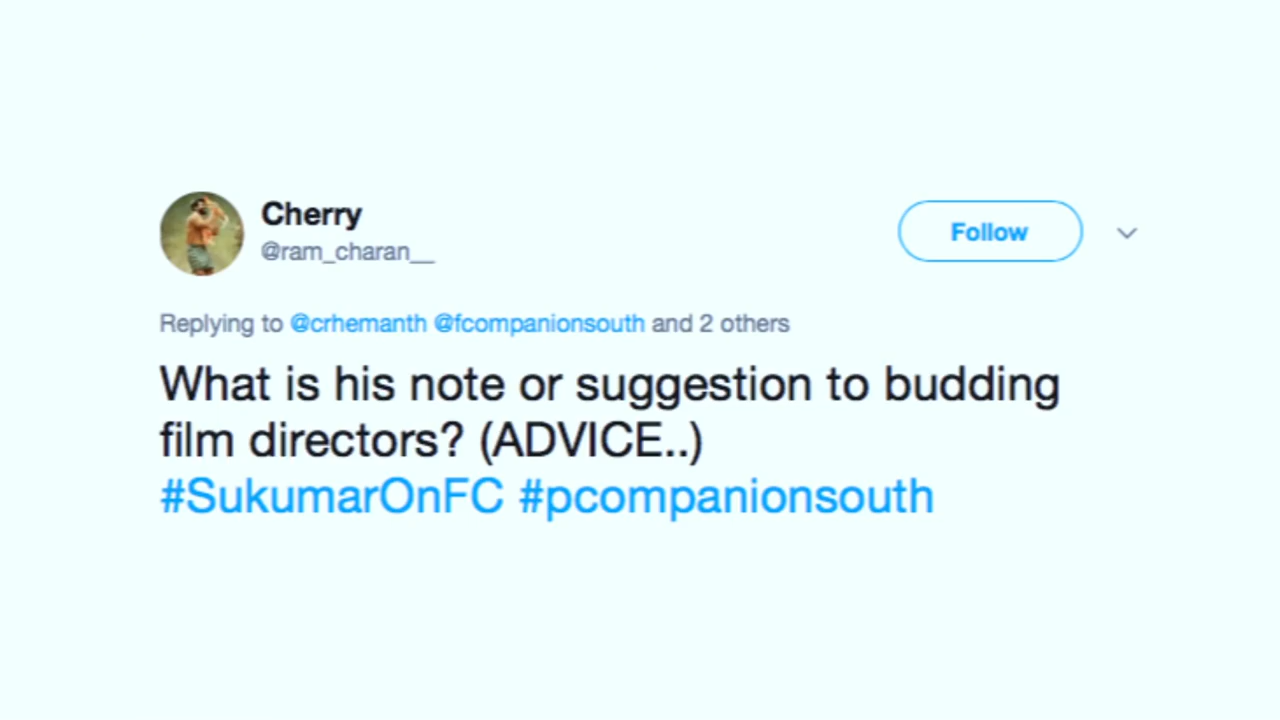 Cherry
@ram_charan__
Follow
Replying to @crhemanth @fcompanionsouth and 2 others
What is his note or suggestion to budding
film directors? (ADVICE..)
#SukumarOnFC #pcompanionsouth